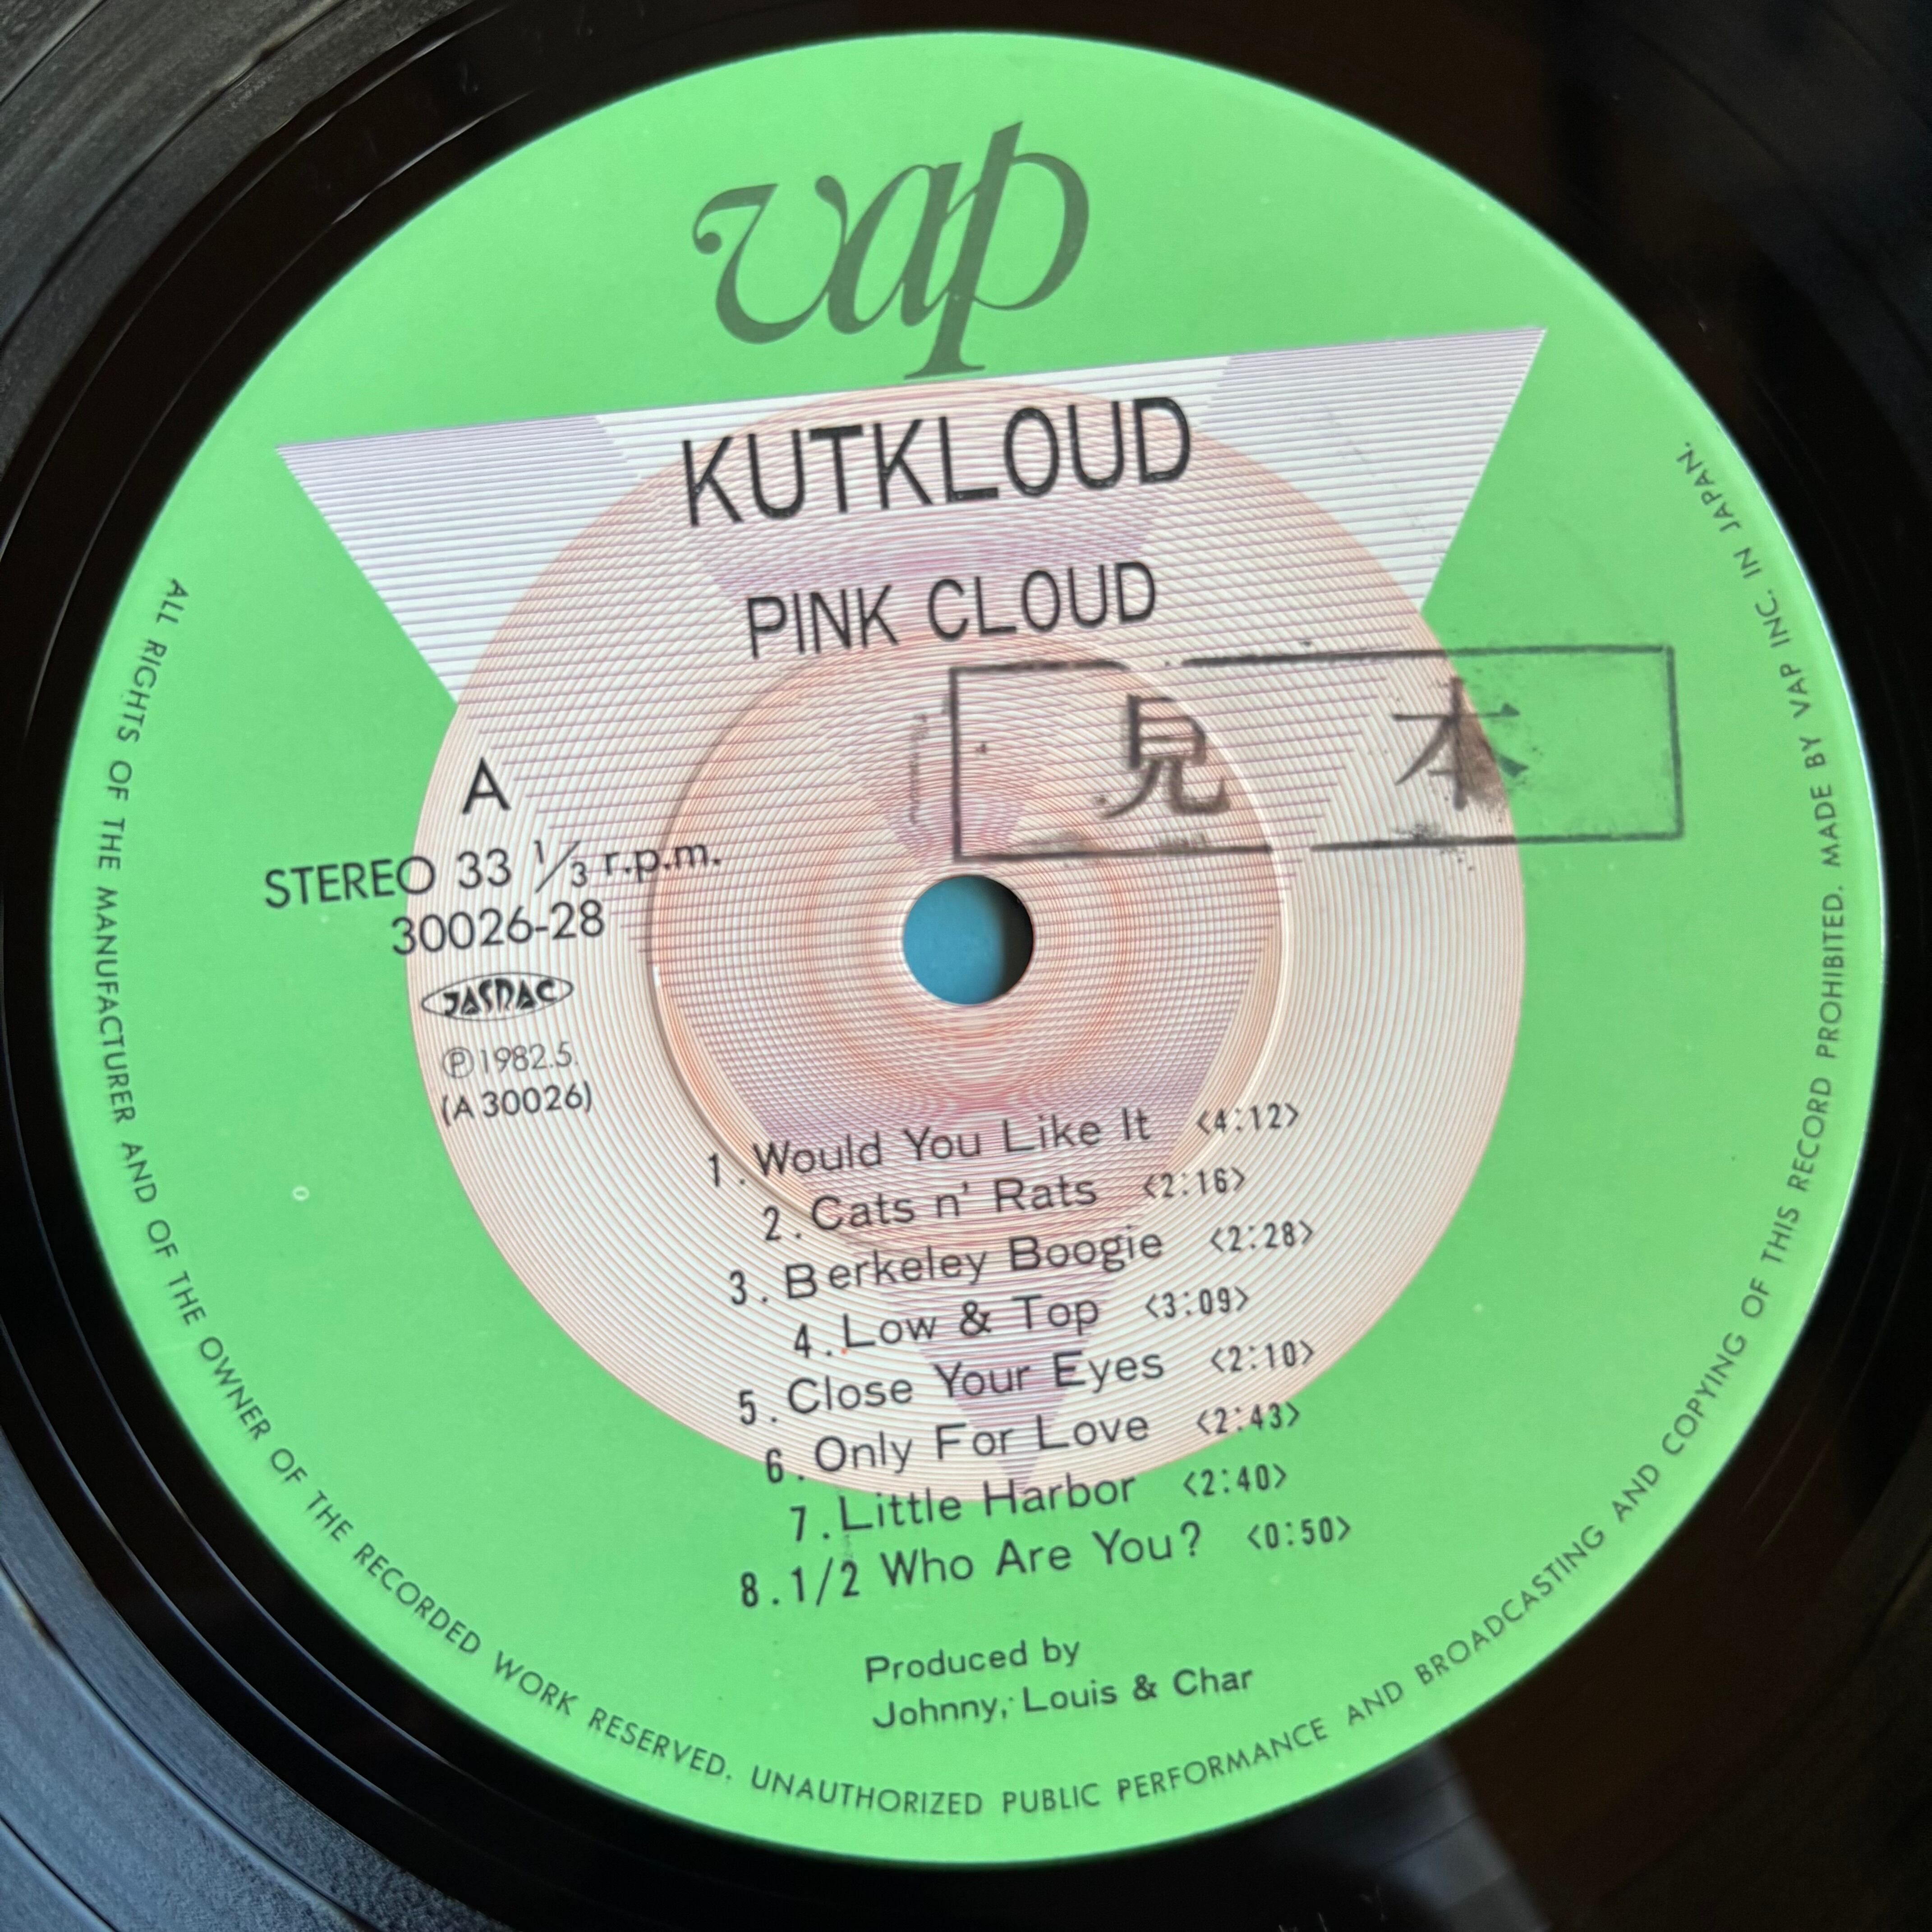 vap
KUTKLOUD
PINK CLOUD
見本
A
STEREO 33 1/3 r.p.m.
30026-28
JASRAC
Ⓟ1982.5.
(A 30026)
1. Would You Like It <4:12>
2. Cats n' Rats <2:16>
3. Berkeley Boogie <2:28>
4. Low & Top <3:09>
5. Close Your Eyes <2:10>
6. Only For Love <2:43>
7. Little Harbor <2:40>
8. 1/2 Who Are You? <0:50>
Produced by
Johnny, Louis & Char
ALL RIGHTS OF THE MANUFACTURER AND OF THE OWNER OF THE RECORDED WORK RESERVED. UNAUTHORIZED PUBLIC PERFORMANCE AND BROADCASTING AND COPYING OF THIS RECORD PROHIBITED. MADE BY VAP INC. IN JAPAN.